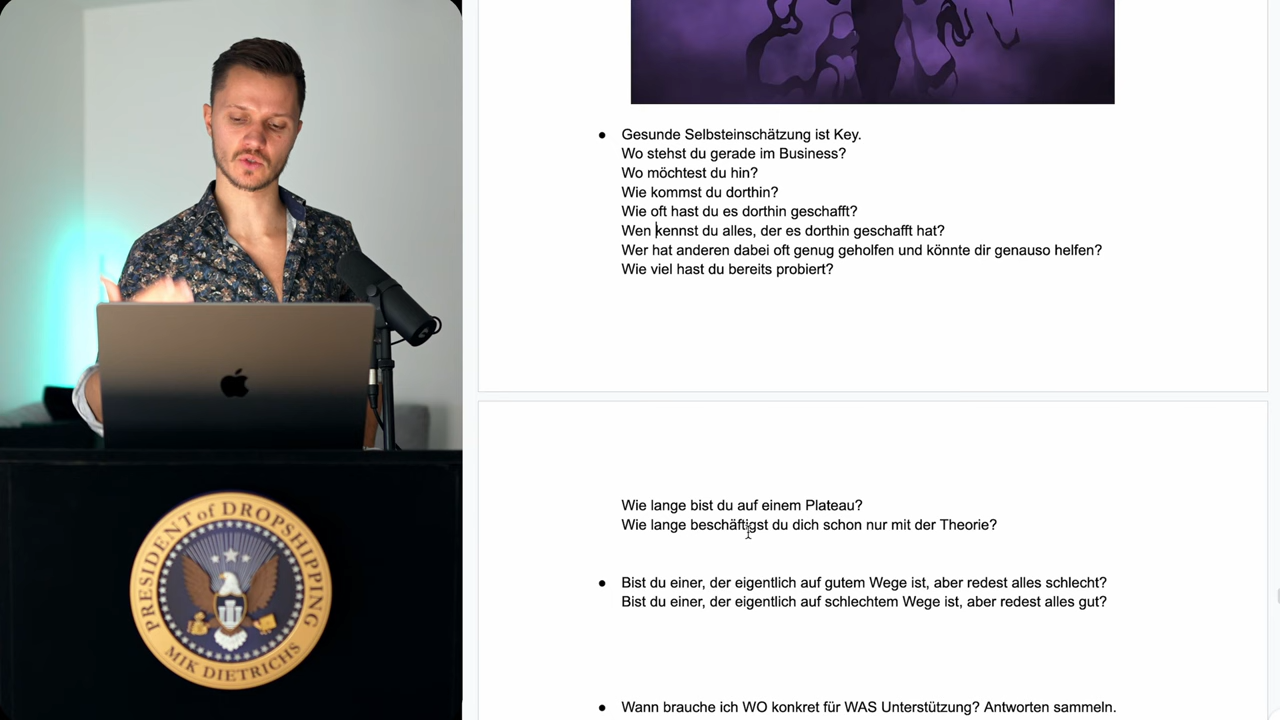 Gesunde Selbsteinschätzung ist Key.
Wo stehst du gerade im Business?
Wo möchtest du hin?
Wie kommst du dorthin?
Wie oft hast du es dorthin geschafft?
Wen kennst du alles, der es dorthin geschafft hat?
Wer hat anderen dabei oft genug geholfen und könnte dir genauso helfen?
Wie viel hast du bereits probiert?
Wie lange bist du auf einem Plateau?
Wie lange beschäftigst du dich schon nur mit der Theorie?
Bist du einer, der eigentlich auf gutem Wege ist, aber redest alles schlecht?
Bist du einer, der eigentlich auf schlechtem Wege ist, aber redest alles gut?
Wann brauche ich WO konkret für WAS Unterstützung? Antworten sammeln.
PRESIDENT of DROPSHIPPING
MIK DIETRICHS